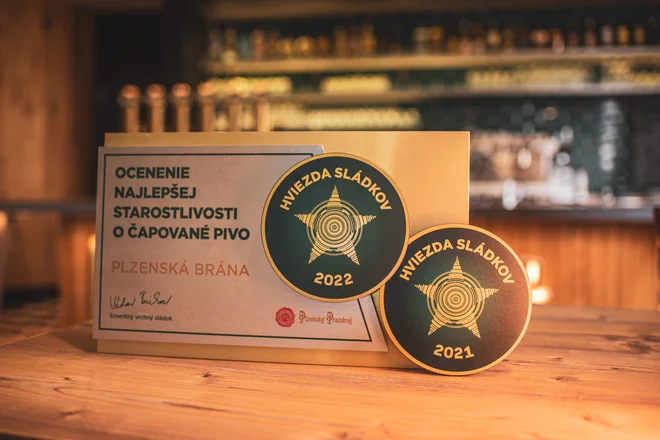 OCENENIE
NAJLEPŠEJ
STAROSTLIVOSTI
O ČAPOVANÉ PIVO
PLZENSKÁ BRÁNA
Emeritný vrchný sládok
Plzeňský Prazdroj
HVIEZDA SLÁDKOV
2022
HVIEZDA SLÁDKOV
2021